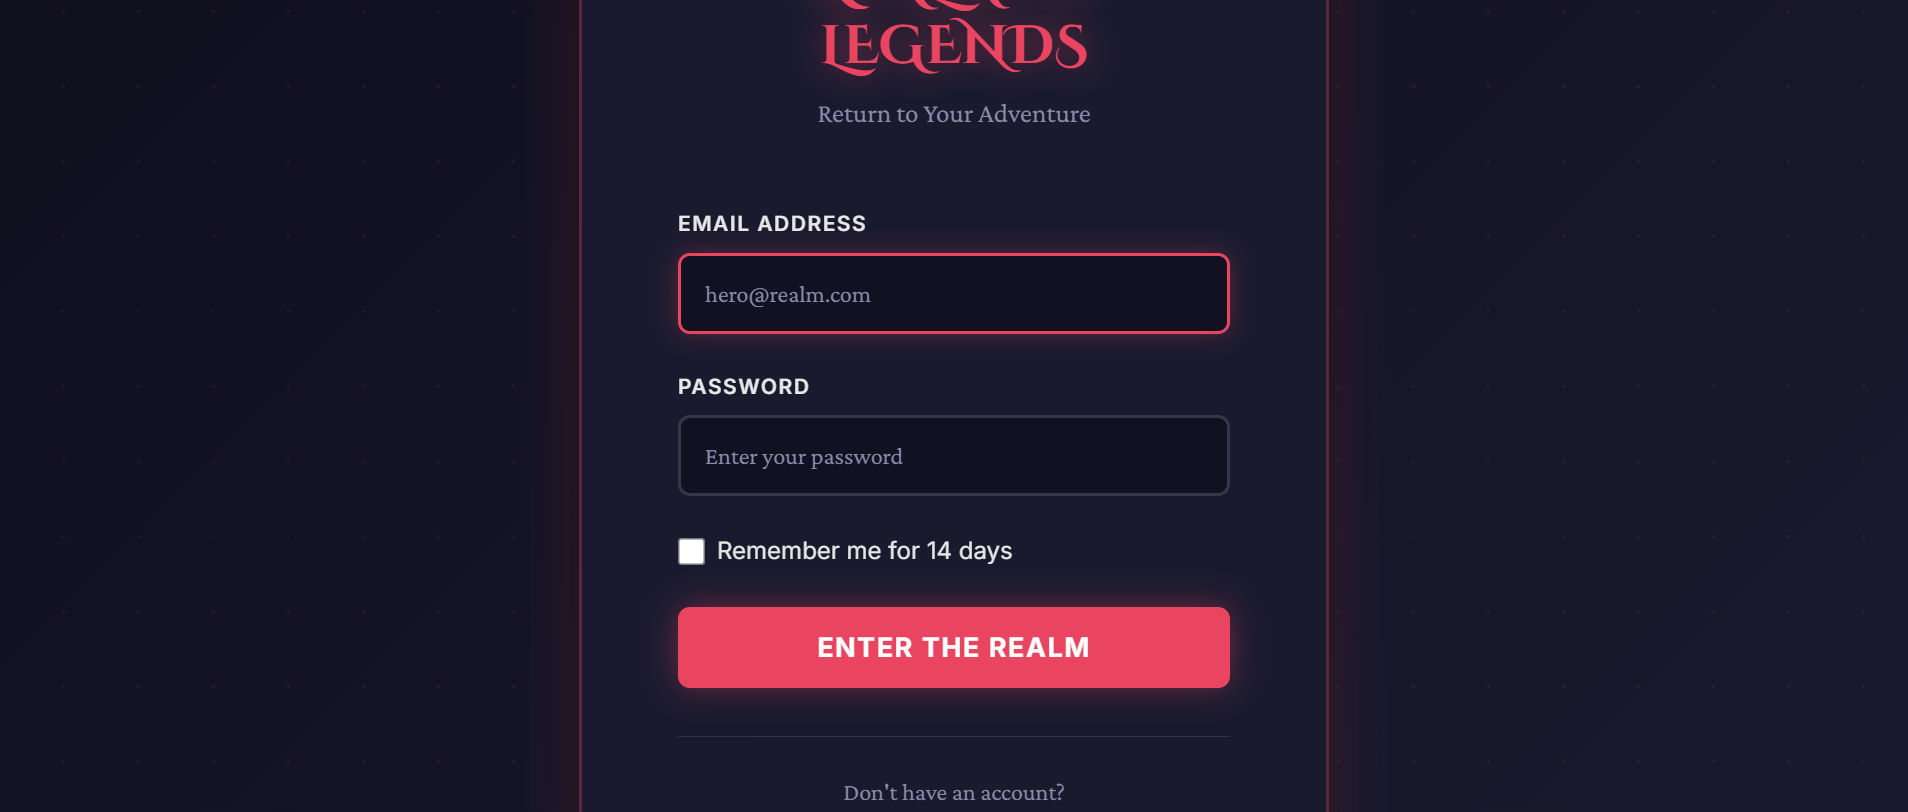 LEGENDS
Return to Your Adventure
EMAIL ADDRESS
hero@realm.com
PASSWORD
Enter your password
Remember me for 14 days
ENTER THE REALM
Don't have an account?